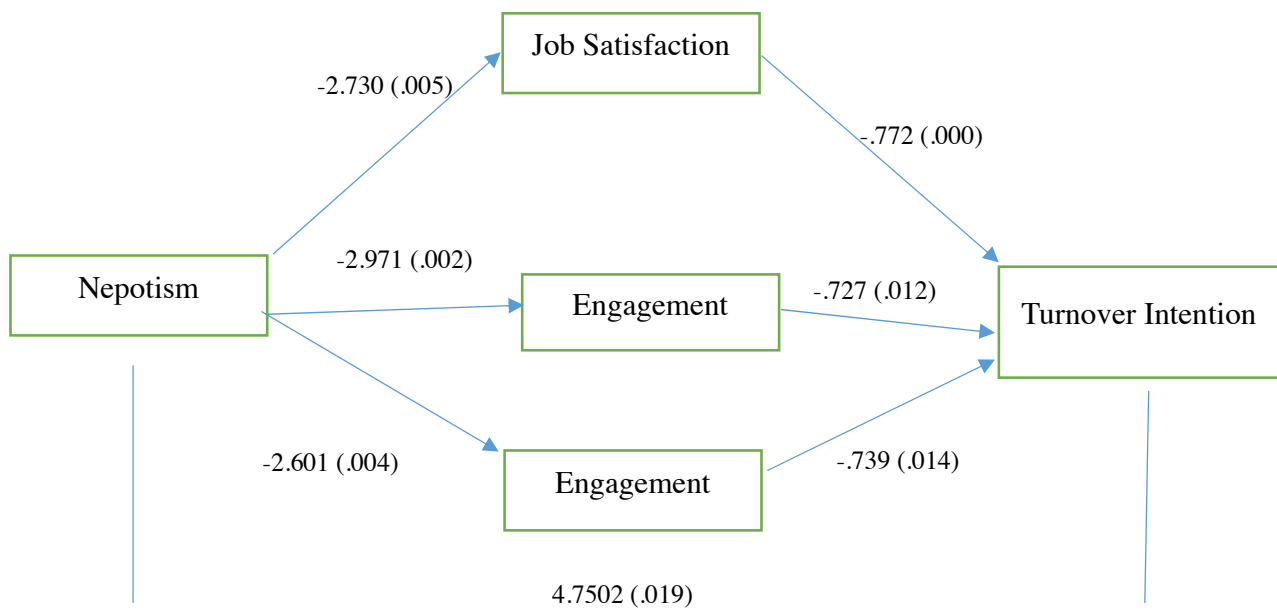 Job Satisfaction
-2.730 (.005)
-.772 (.000)
Nepotism
-2.971 (.002)
Engagement
-.727 (.012)
Turnover Intention
-2.601 (.004)
Engagement
-.739 (.014)
4.7502 (.019)